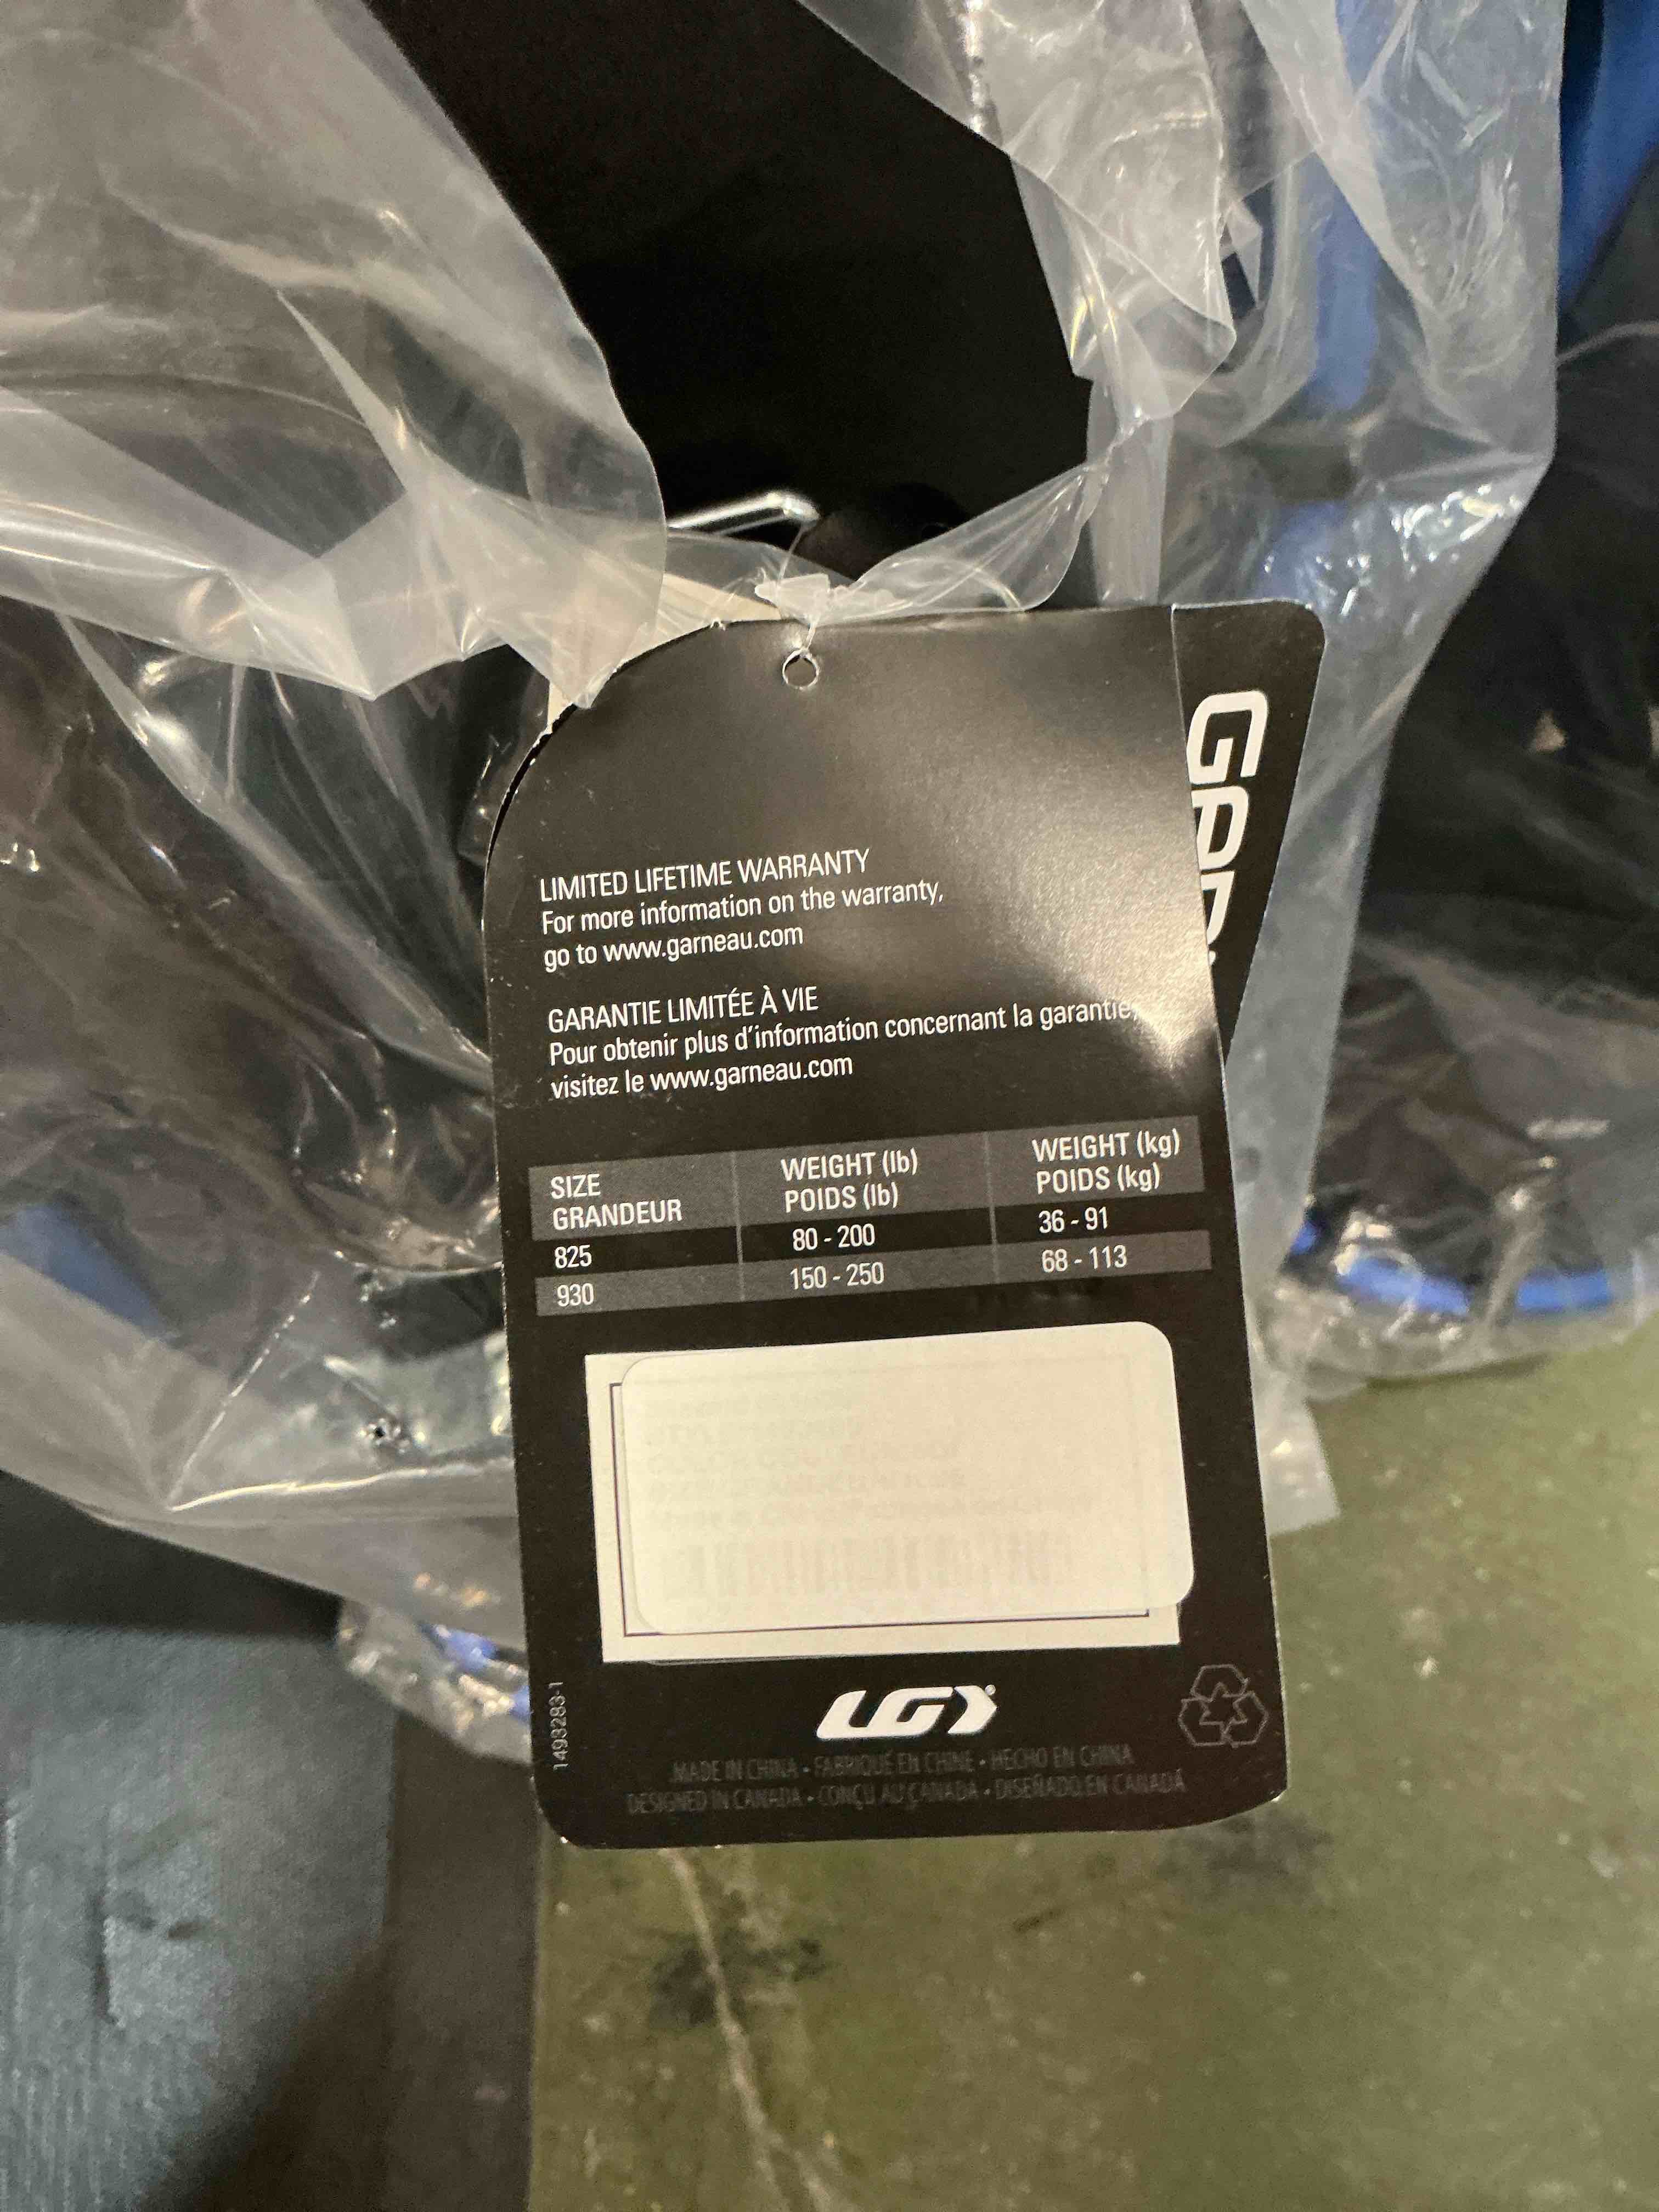 LIMITED LIFETIME WARRANTY
For more information on the warranty,
go to www.garneau.com
GARANTIE LIMITÉE À VIE
Pour obtenir plus d'information concernant la garantie,
visitez le www.garneau.com
SIZE WEIGHT (lb) WEIGHT (kg)
GRANDEUR POIDS (lb) POIDS (kg)
825 80 - 200 36 - 91
930 150 - 250 68 - 113
1493283-1
LG
MADE IN CHINA • FABRIQUÉ EN CHINE • HECHO EN CHINA
DESIGNED IN CANADA • CONÇU AU CANADA • DISEÑADO EN CANADÁ